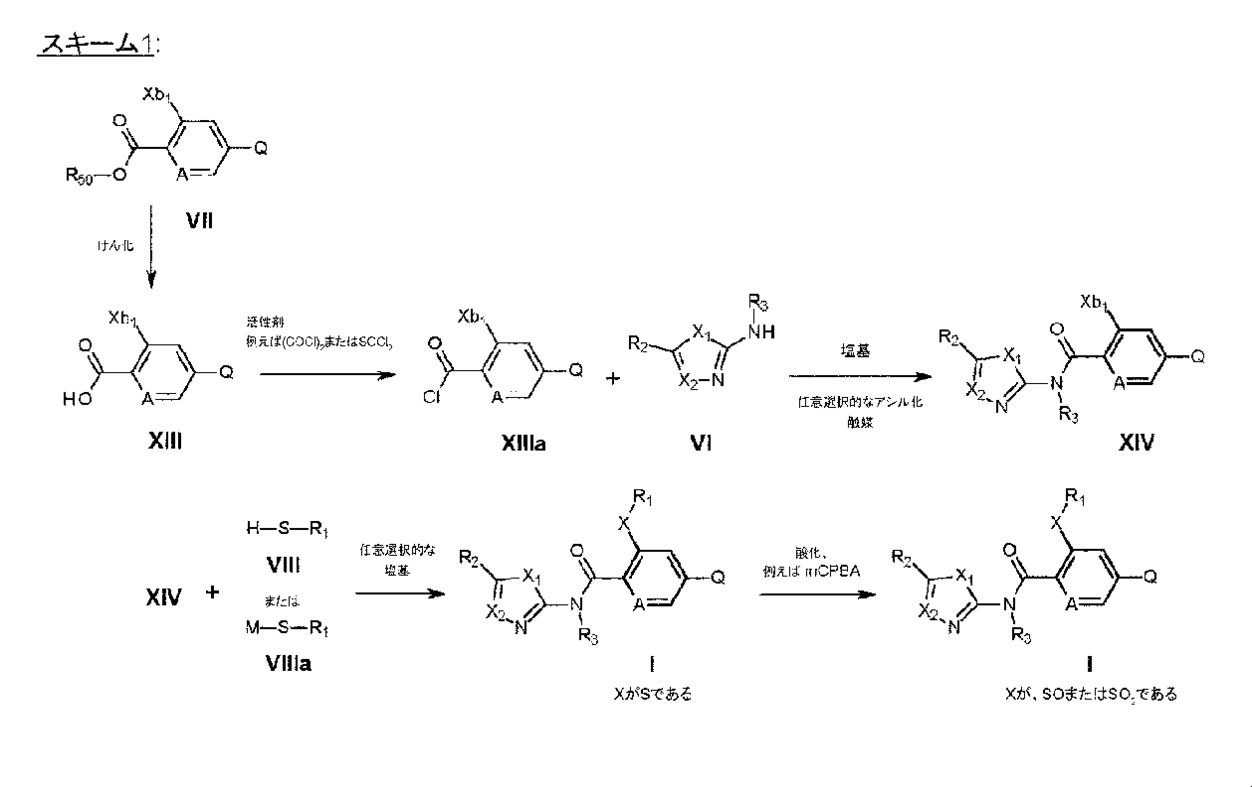 スキーム1:
Xb1
O
R50—O
A
Q
VII
けん化
Xb1
O
HO
A
Q
XIII
活性剤
例えば(COCl)2またはSCCl2
Xb1
O
Cl
A
Q
XIIIa
+
R3
NH
X1
R2
X2
N
VI
塩基
任意選択的なアシル化
触媒
Xb1
O
R2
X1
X2
N
N
R3
A
Q
XIV
XIV
+
H—S—R1
VIII
または
M—S—R1
VIIIa
任意選択的な
塩基
R1
X
O
R2
X1
X2
N
N
R3
A
Q
I
XがSである
酸化、
例えば mCPBA
R1
X
O
R2
X1
X2
N
N
R3
A
Q
I
Xが、SOまたはSO2である